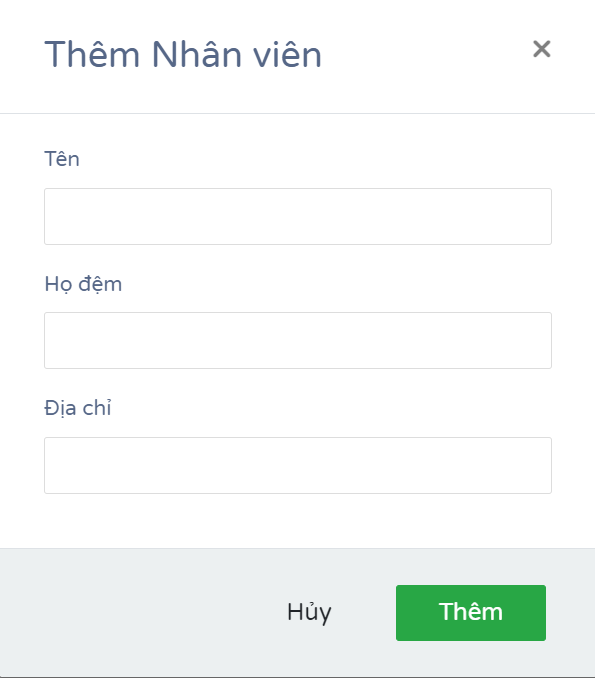 Thêm Nhân viên
Tên
Họ đệm
Địa chỉ
Hủy
Thêm